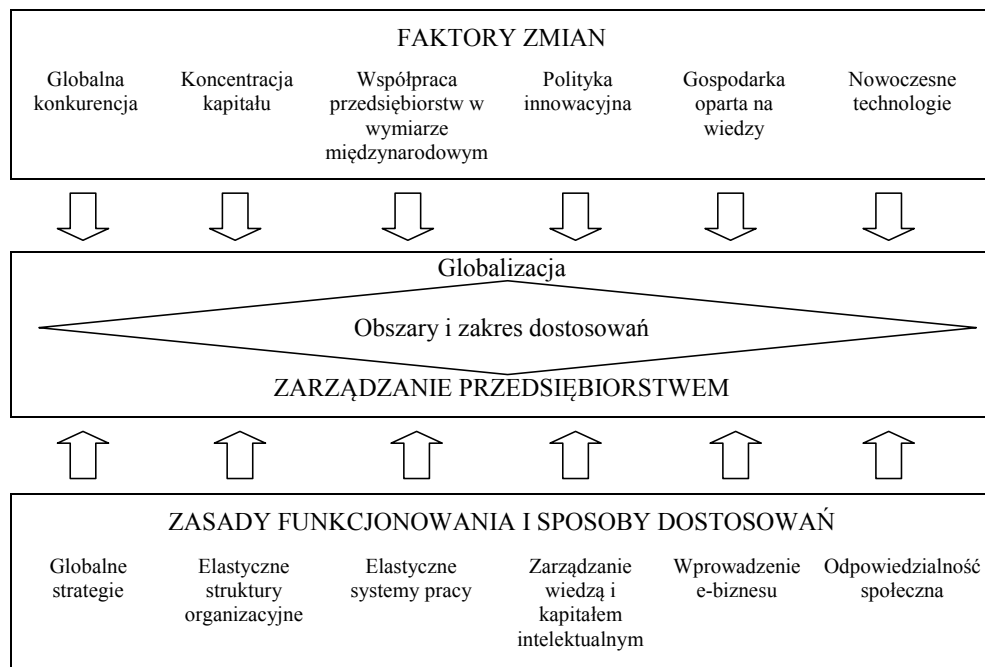 FAKTORY ZMIAN
Globalna
konkurencja
Koncentracja
kapitału
Współpraca
przedsiębiorstw w
wymiarze
międzynarodowym
Polityka
innowacyjna
Gospodarka
oparta na
wiedzy
Nowoczesne
technologie
Globalizacja
Obszary i zakres dostosowań
ZARZĄDZANIE PRZEDSIĘBIORSTWEM
ZASADY FUNKCJONOWANIA I SPOSOBY DOSTOSOWAŃ
Globalne
strategie
Elastyczne
struktury
organizacyjne
Elastyczne
systemy pracy
Zarządzanie
wiedzą i
kapitałem
intelektualnym
Wprowadzenie
e-biznesu
Odpowiedzialność
społeczna